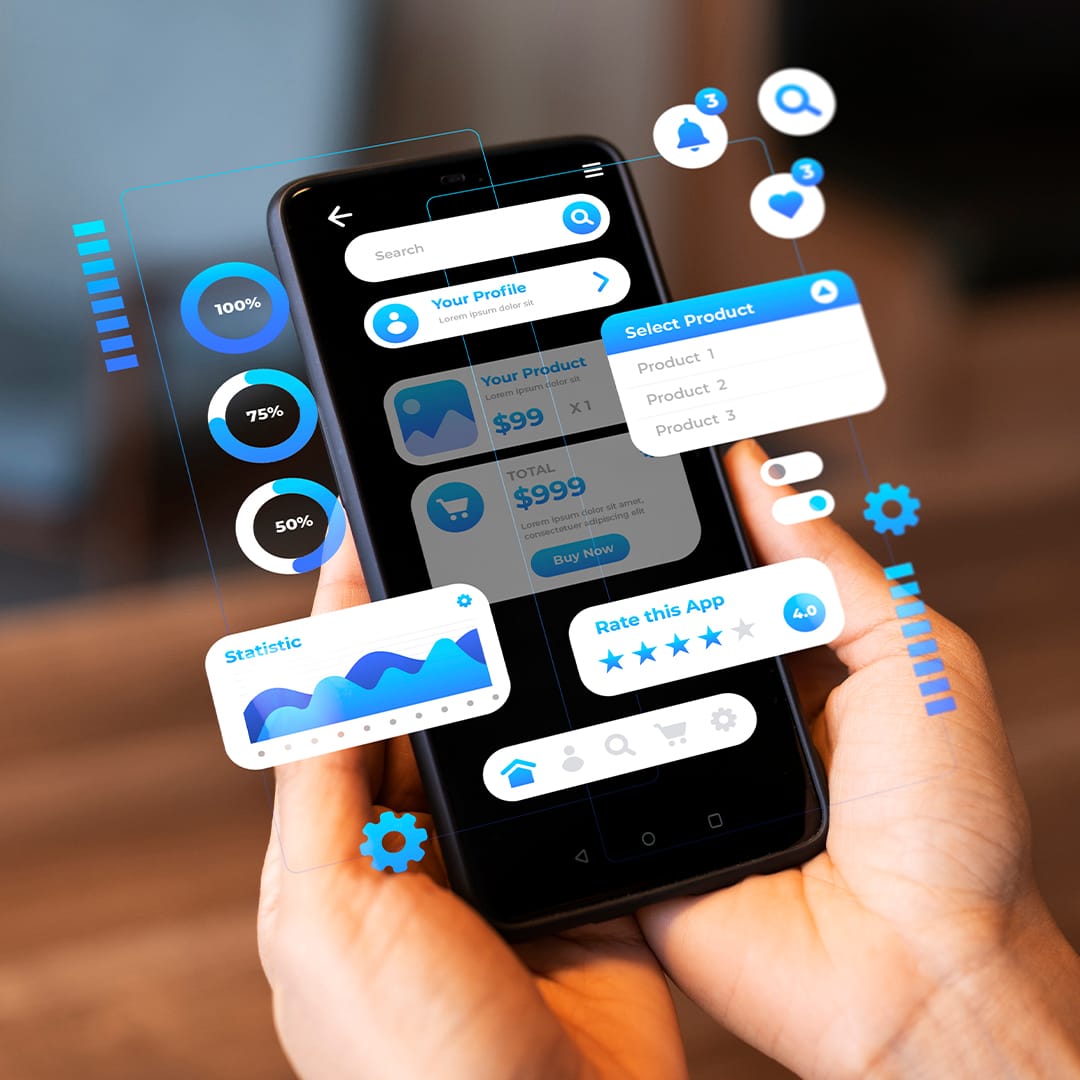 3
3
Search
Your Profile
Lorem ipsum dolor sit
100%
Select Product
Product 1
Product 2
Product 3
Your Product
Lorem ipsum dolor sit
$99
X 1
75%
TOTAL
$999
Lorem ipsum dolor sit amet,
consectetuer adipiscing elit
Buy Now
50%
Statistic
Rate this App
4.0